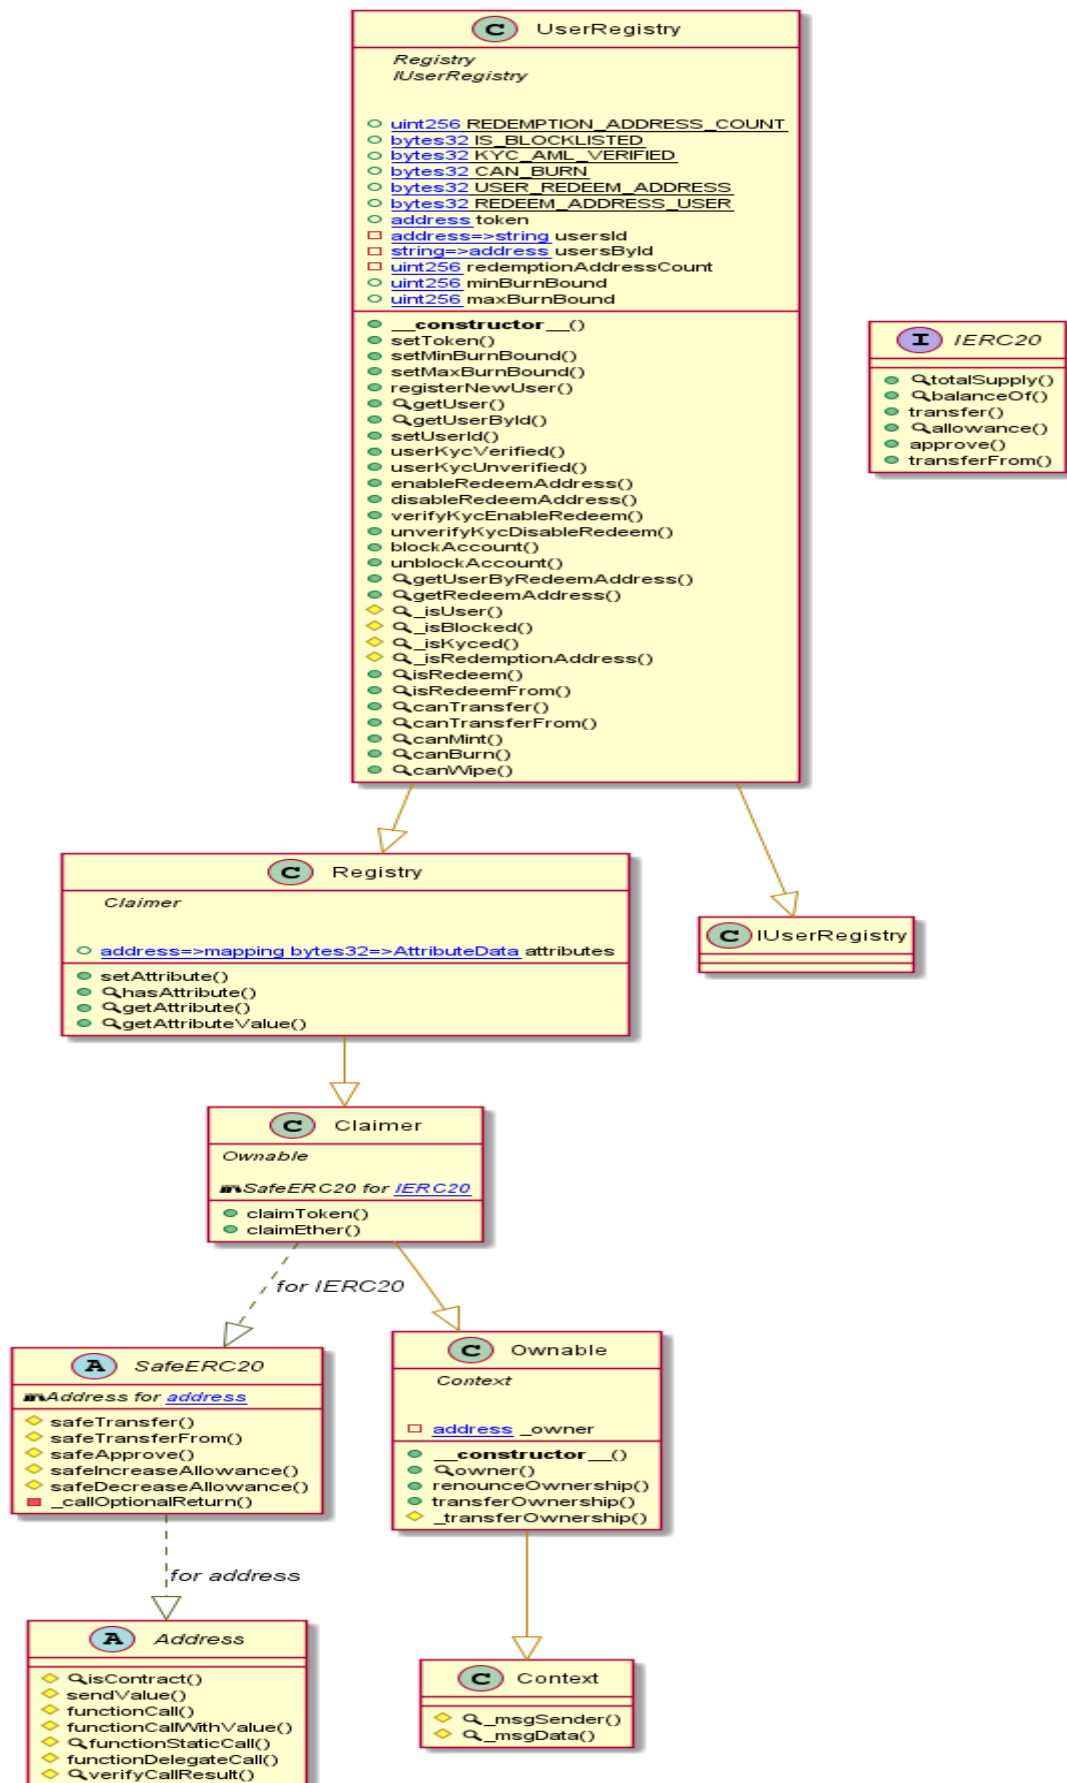 C UserRegistry
Registry
IUserRegistry
uint256 REDEMPTION_ADDRESS_COUNT
bytes32 IS_BLOCKLISTED
bytes32 KYC_AML_VERIFIED
bytes32 CAN_BURN
bytes32 USER_REDEEM_ADDRESS
bytes32 REDEEM_ADDRESS_USER
address token
address=>string usersId
string=>address usersById
uint256 redemptionAddressCount
uint256 minBurnBound
uint256 maxBurnBound
__constructor__()
setToken()
setMinBurnBound()
setMaxBurnBound()
registerNewUser()
getUser()
getUserById()
setUserId()
userKycVerified()
userKycUnverified()
enableRedeemAddress()
disableRedeemAddress()
verifyKycEnableRedeem()
unverifyKycDisableRedeem()
blockAccount()
unblockAccount()
getUserByRedeemAddress()
getRedeemAddress()
_isUser()
_isBlocked()
_isKyced()
_isRedemptionAddress()
isRedeem()
isRedeemFrom()
canTransfer()
canTransferFrom()
canMint()
canBurn()
canWipe()
I IERC20
totalSupply()
balanceOf()
transfer()
allowance()
approve()
transferFrom()
C Registry
Claimer
address=>mapping bytes32=>AttributeData attributes
setAttribute()
hasAttribute()
getAttribute()
getAttributeValue()
C IUserRegistry
C Claimer
Ownable
SafeERC20 for IERC20
claimToken()
claimEther()
for IERC20
A SafeERC20
Address for address
safeTransfer()
safeTransferFrom()
safeApprove()
safeIncreaseAllowance()
safeDecreaseAllowance()
_callOptionalReturn()
C Ownable
Context
address _owner
__constructor__()
owner()
renounceOwnership()
transferOwnership()
_transferOwnership()
for address
A Address
isContract()
sendValue()
functionCall()
functionCallWithValue()
functionStaticCall()
functionDelegateCall()
verifyCallResult()
C Context
_msgSender()
_msgData()